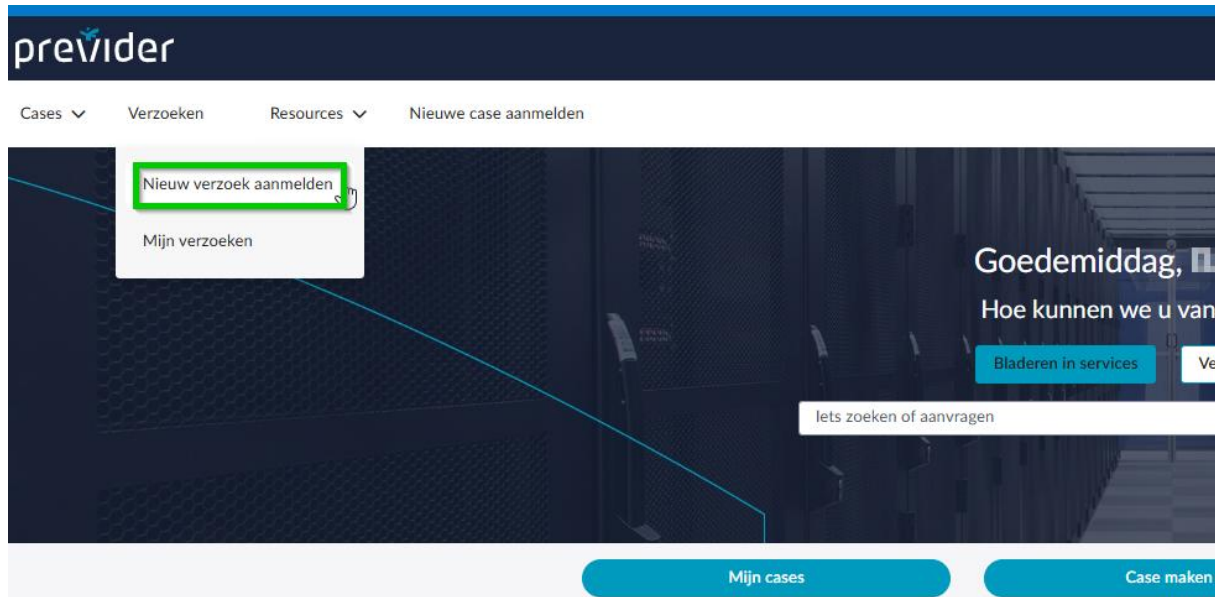 previder
Cases Verzoeken Resources Nieuwe case aanmelden
Nieuw verzoek aanmelden
Mijn verzoeken
Goedemiddag,
Hoe kunnen we u van
Bladeren in services Ve
Iets zoeken of aanvragen
Mijn cases Case maken